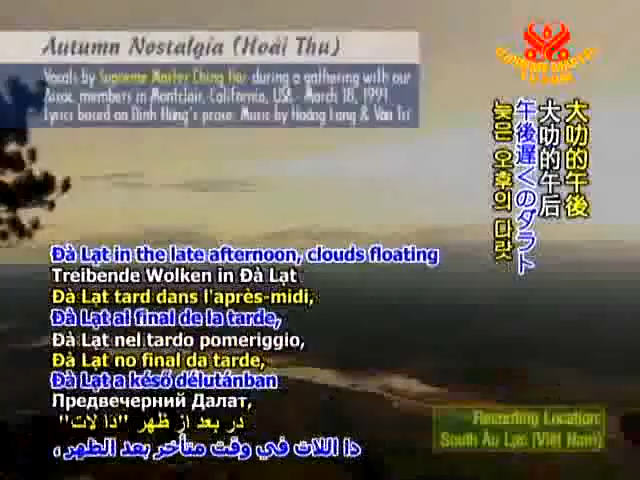 Autumn Nostalgia (Hoài Thu)
Vocals by Supreme Master Ching Hai during a gathering with our
Assoc. members in Montclair, California, USA - March 18, 1991
Lyrics based on Đinh Hùng's prose. Music by Hoàng Lang & Văn Trí
SUPREME MASTER
TELEVISION
大叻的午後
大叻的午后
午後遅くのダラト
늦은 오후의 다랏
Đà Lạt in the late afternoon, clouds floating
Treibende Wolken in Đà Lạt
Đà Lạt tard dans l'après-midi,
Đà Lạt al final de la tarde,
Đà Lạt nel tardo pomeriggio,
Đà Lạt no final da tarde,
Đà Lạt a késő délutánban
Предвечерний Далат,
در بعد از ظهر "دا لات"
دا اللات في وقت متأخر بعد الظهر،
Recording Location:
South Âu Lạc (Việt Nam)